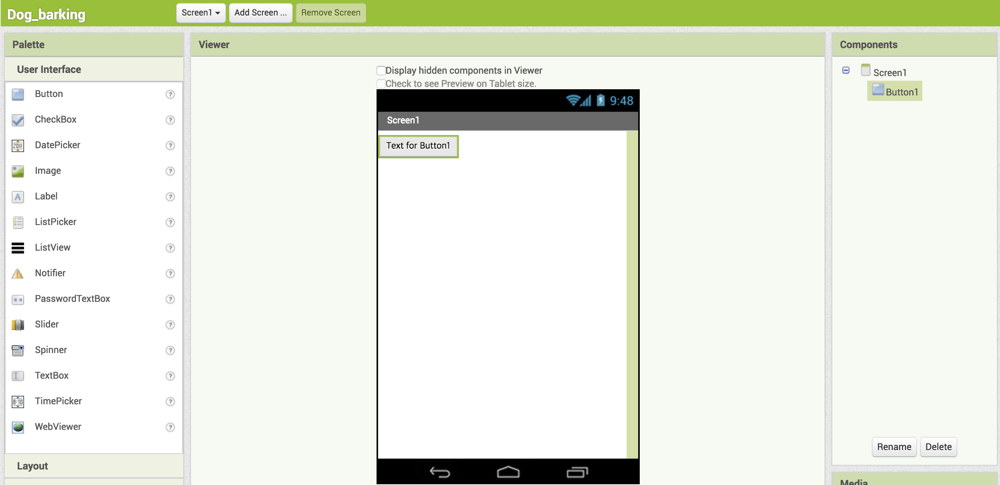 Dog_barking
Screen1
Add Screen ...
Remove Screen
Palette
User Interface
Button
?
CheckBox
?
DatePicker
?
Image
?
Label
?
ListPicker
?
ListView
?
Notifier
?
PasswordTextBox
?
Slider
?
Spinner
?
TextBox
?
TimePicker
?
WebViewer
?
Layout
Viewer
Display hidden components in Viewer
Check to see Preview on Tablet size.
9:48
Screen1
Text for Button1
Components
Screen1
Button1
Rename
Delete
Media